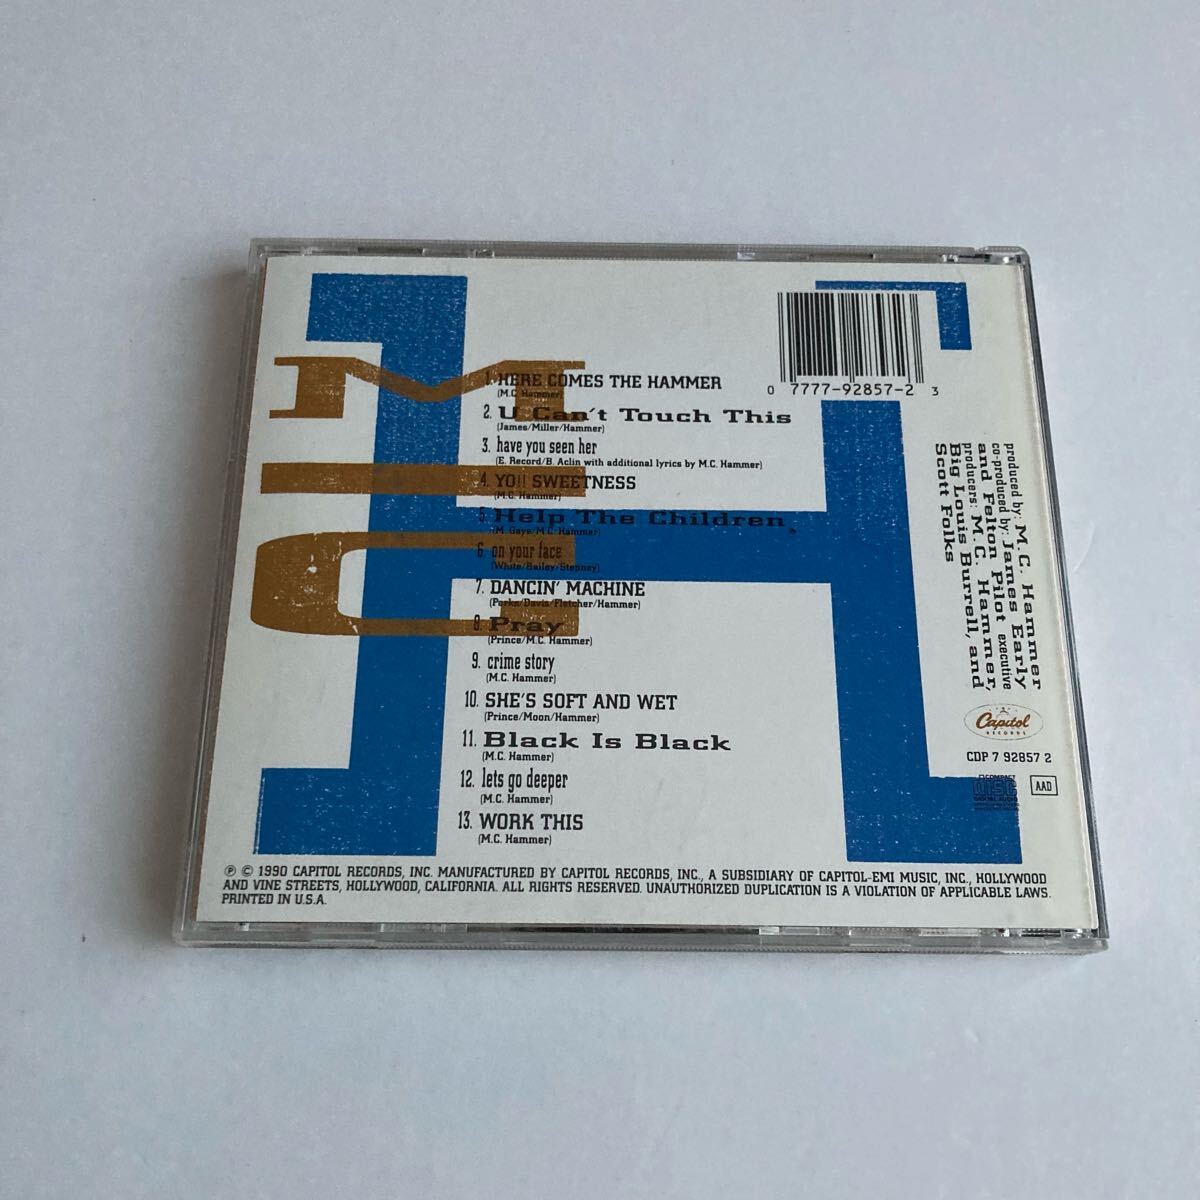 M
C
H
1. HERE COMES THE HAMMER
(M.C. Hammer)
2. U Can't Touch This
(James/Miller/Hammer)
3. have you seen her
(E. Record/B. Aclin with additional lyrics by M.C. Hammer)
4. YO!! SWEETNESS
(M.C. Hammer)
5. Help The Children
(M. Gaye/M.C. Hammer)
6. on your face
(White/Bailey/Stepney)
7. DANCIN' MACHINE
(Parks/Davis/Fletcher/Hammer)
8. Pray
(Prince/M.C. Hammer)
9. crime story
(M.C. Hammer)
10. SHE'S SOFT AND WET
(Prince/Moon/Hammer)
11. Black Is Black
(M.C. Hammer)
12. lets go deeper
(M.C. Hammer)
13. WORK THIS
(M.C. Hammer)
0 7777-92857-2 3
produced by: M.C. Hammer
co-produced by: James Early
and Felton Pilot executive
producers: M.C. Hammer,
Big Louis Burrell, and
Scott Folks
Capitol
RECORDS
CDP 7 92857 2
COMPACT
disc
DIGITAL AUDIO
AAD
℗ © 1990 CAPITOL RECORDS, INC. MANUFACTURED BY CAPITOL RECORDS, INC., A SUBSIDIARY OF CAPITOL-EMI MUSIC, INC., HOLLYWOOD
AND VINE STREETS, HOLLYWOOD, CALIFORNIA. ALL RIGHTS RESERVED. UNAUTHORIZED DUPLICATION IS A VIOLATION OF APPLICABLE LAWS.
PRINTED IN U.S.A.